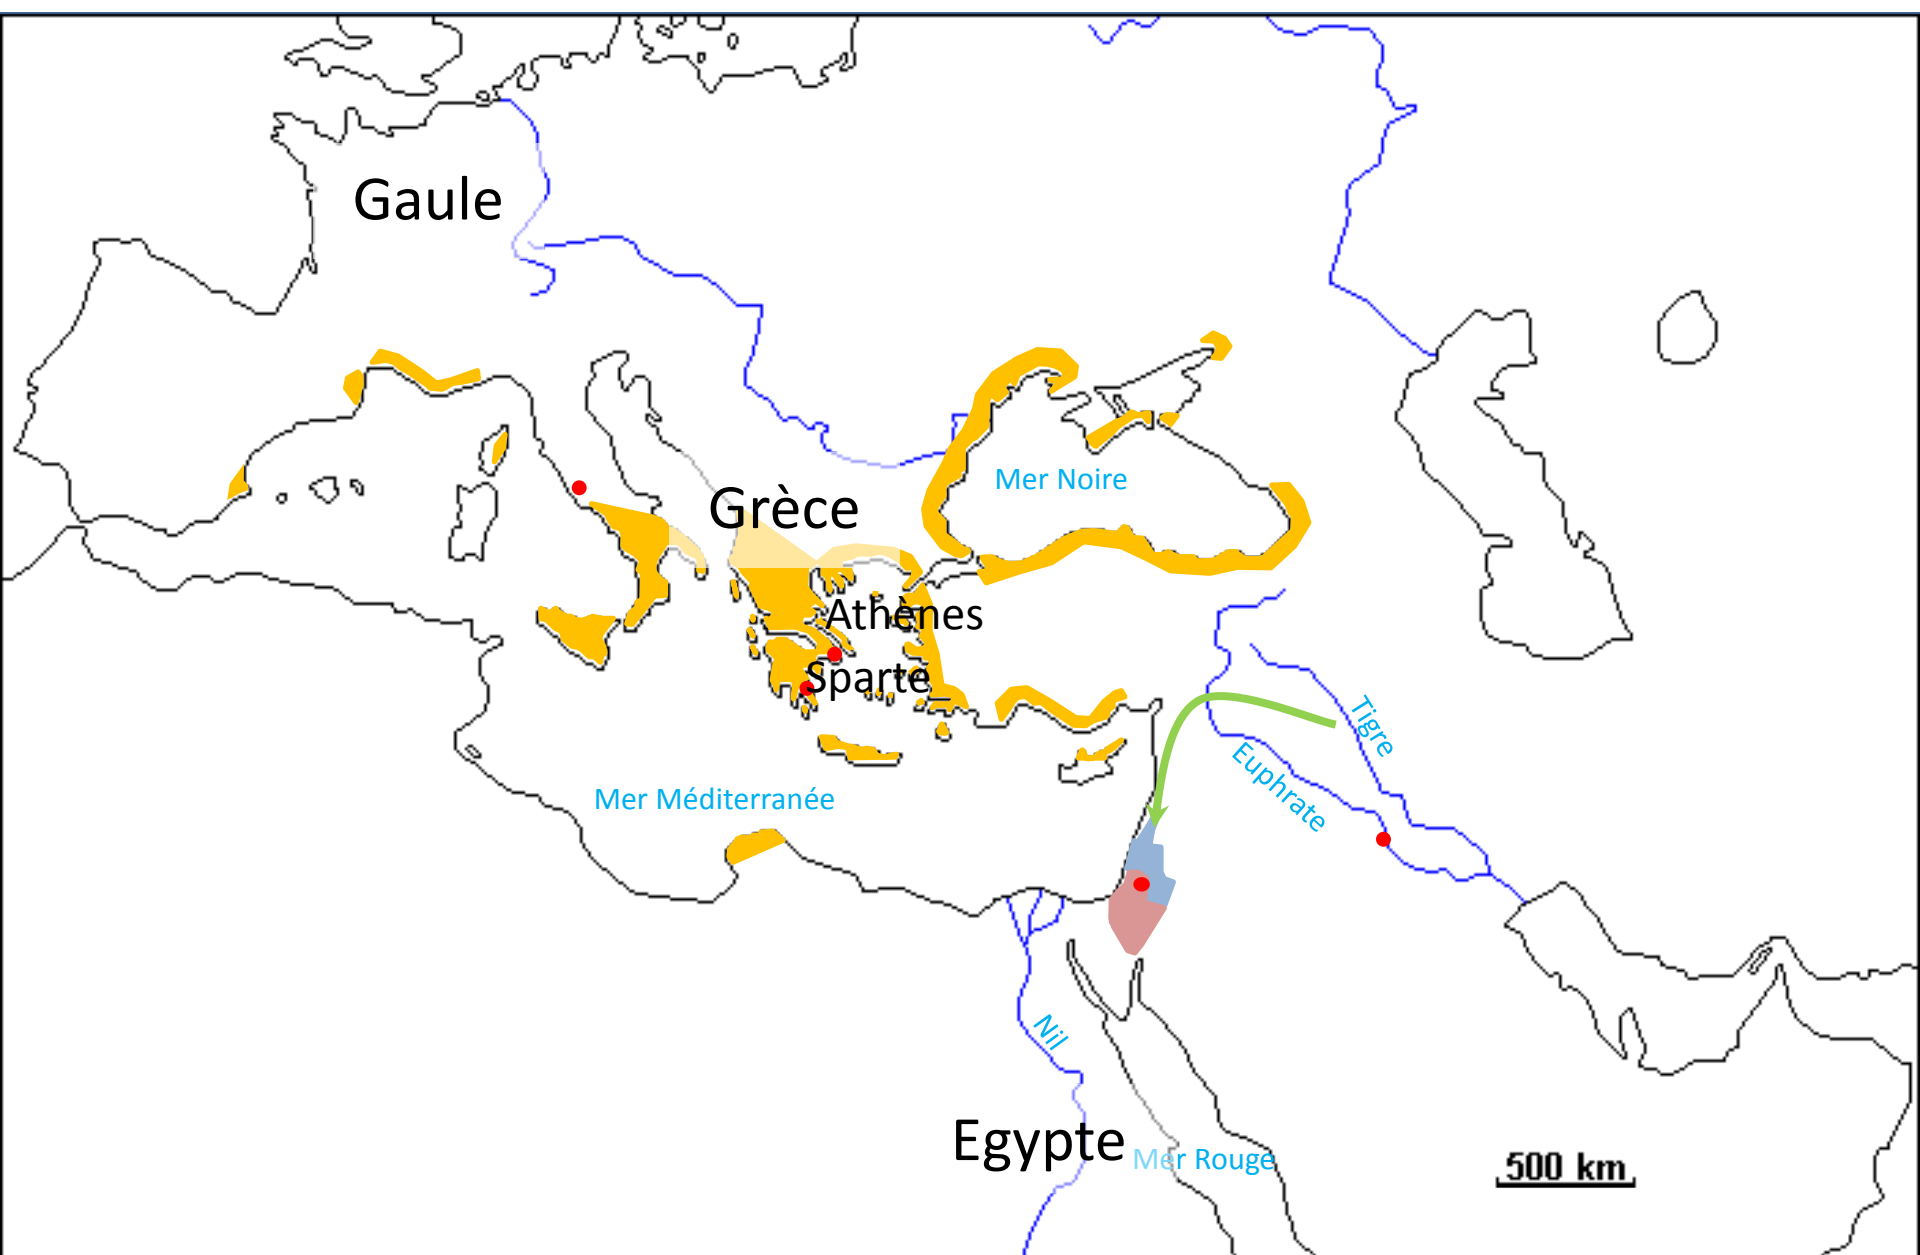 Gaule
Mer Noire
Grèce
Athènes
Sparte
Tigre
Euphrate
Mer Méditerranée
Nil
Egypte
Mer Rouge
500 km